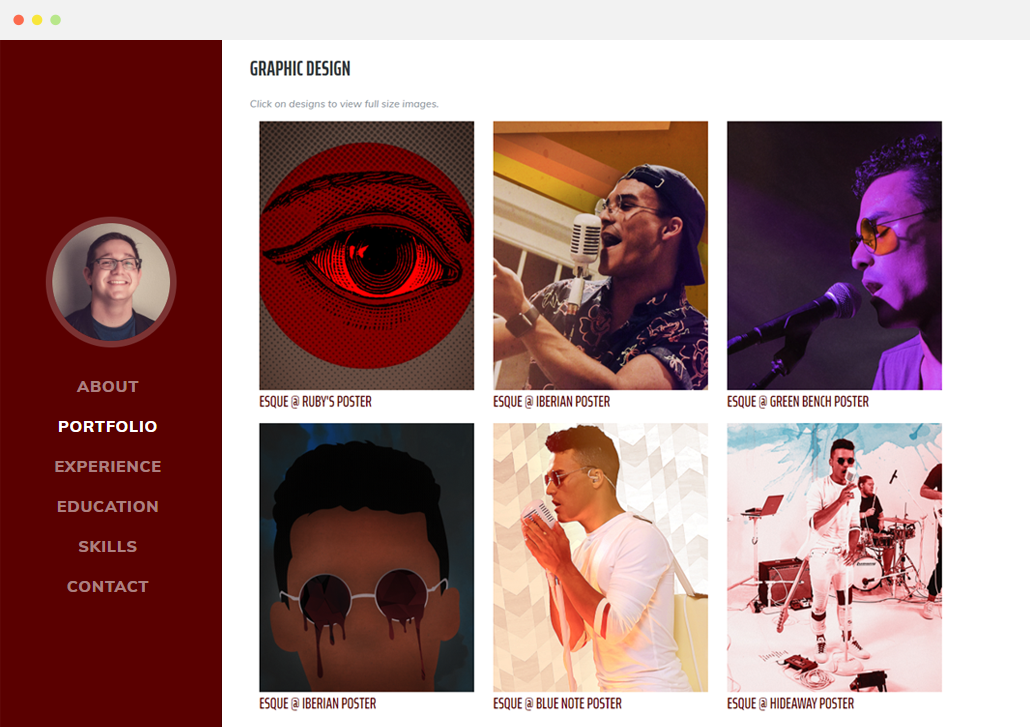 GRAPHIC DESIGN
Click on designs to view full size images.
ABOUT
PORTFOLIO
EXPERIENCE
EDUCATION
SKILLS
CONTACT
ESQUE @ RUBY'S POSTER
ESQUE @ IBERIAN POSTER
ESQUE @ GREEN BENCH POSTER
ESQUE @ IBERIAN POSTER
ESQUE @ BLUE NOTE POSTER
ESQUE @ HIDEAWAY POSTER